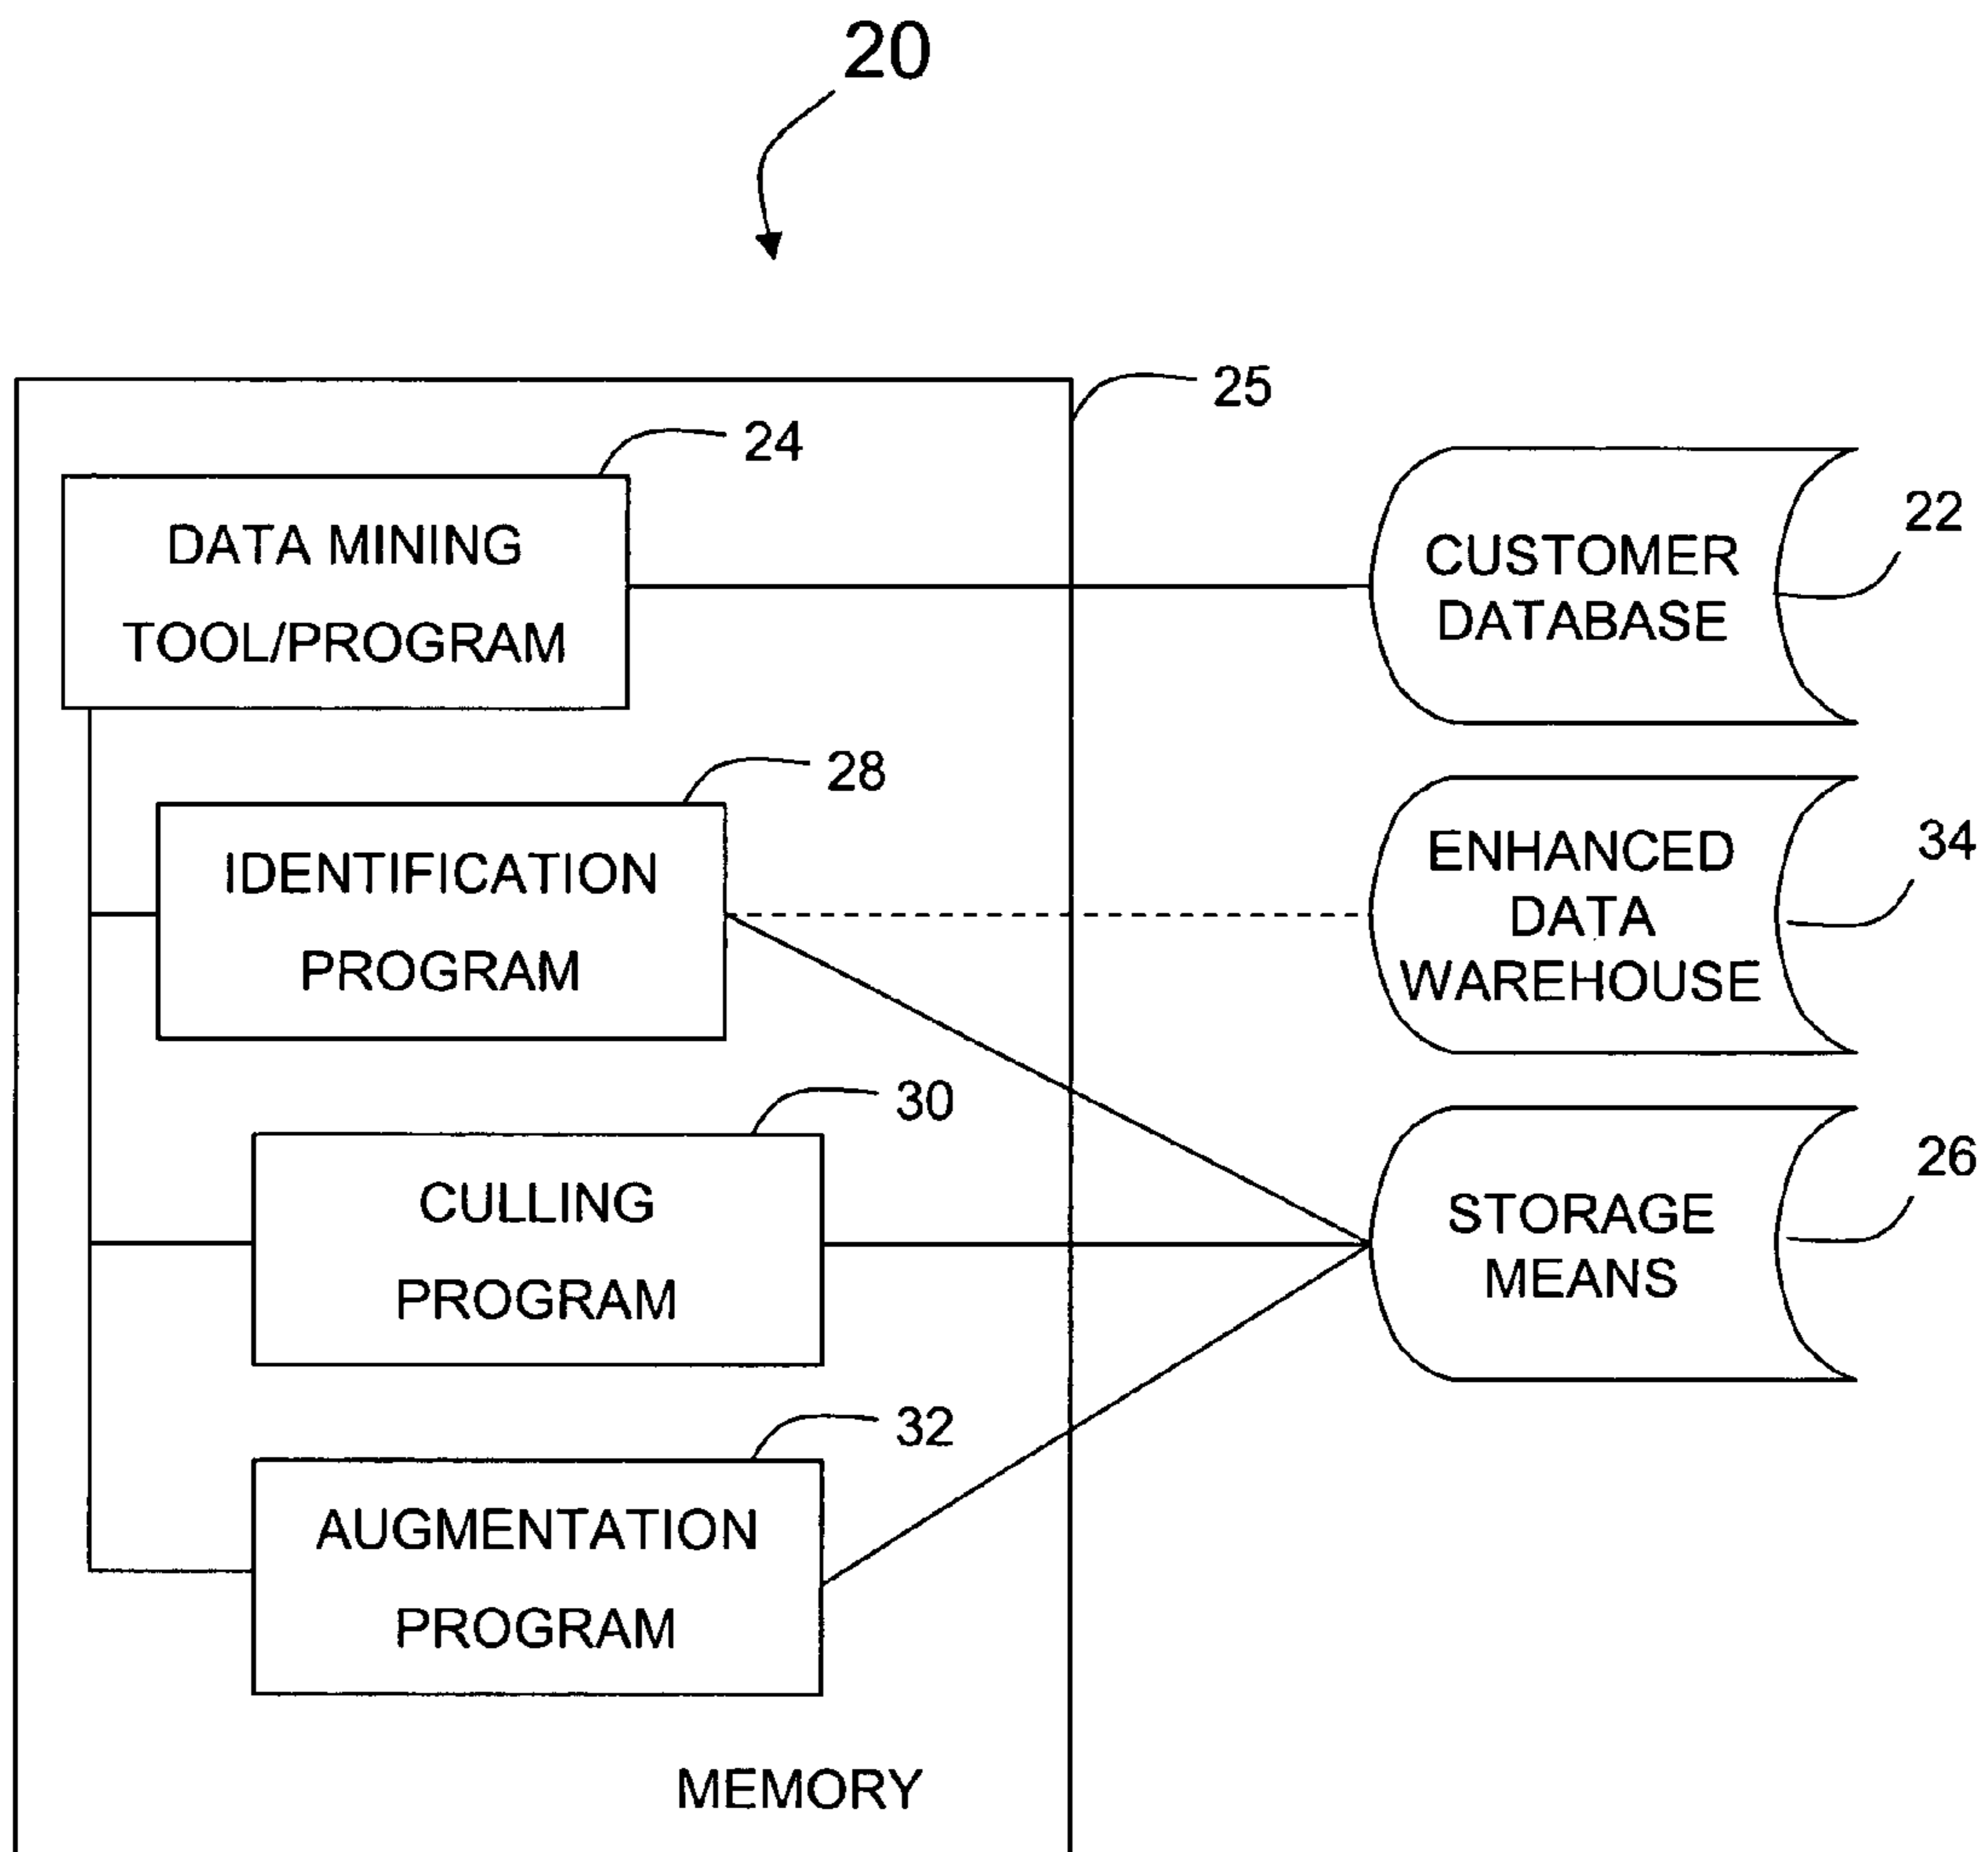 20
25
24
DATA MINING
TOOL/PROGRAM
22
CUSTOMER
DATABASE
28
IDENTIFICATION
PROGRAM
34
ENHANCED
DATA
WAREHOUSE
30
CULLING
PROGRAM
26
STORAGE
MEANS
32
AUGMENTATION
PROGRAM
MEMORY